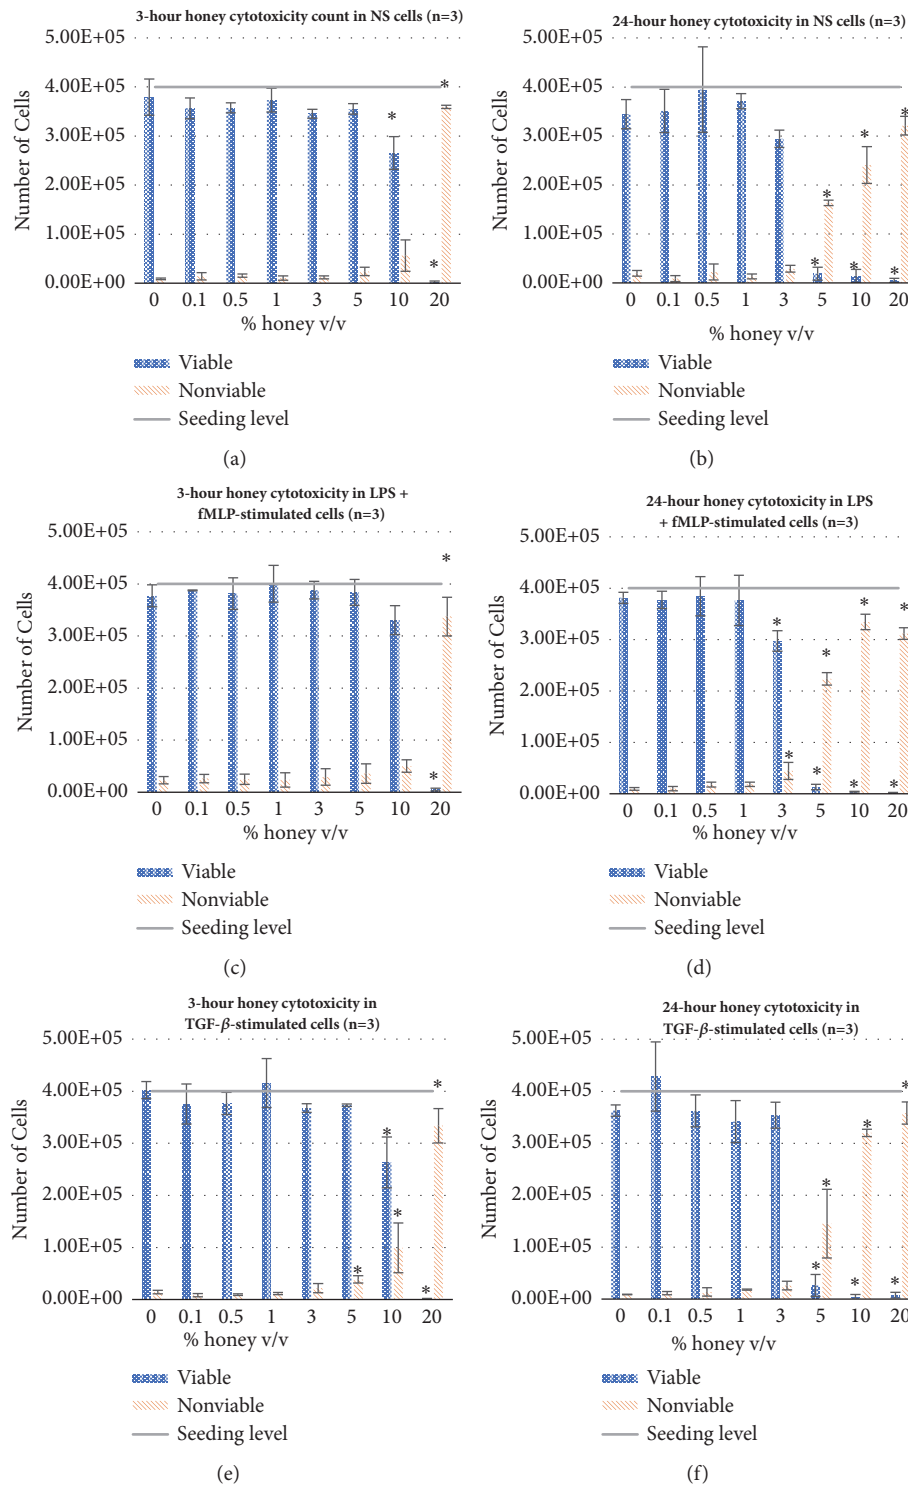 3-hour honey cytotoxicity count in NS cells (n=3)
5.00E+05
4.00E+05
3.00E+05
2.00E+05
1.00E+05
0.00E+00
Number of Cells
* * *
0 0.1 0.5 1 3 5 10 20
% honey v/v
Viable
Nonviable
Seeding level
(a)
24-hour honey cytotoxicity in NS cells (n=3)
5.00E+05
4.00E+05
3.00E+05
2.00E+05
1.00E+05
0.00E+00
Number of Cells
* * * * * *
0 0.1 0.5 1 3 5 10 20
% honey v/v
Viable
Nonviable
Seeding level
(b)
3-hour honey cytotoxicity in LPS +
fMLP-stimulated cells (n=3)
5.00E+05
4.00E+05
3.00E+05
2.00E+05
1.00E+05
0.00E+00
Number of Cells
* *
0 0.1 0.5 1 3 5 10 20
% honey v/v
Viable
Nonviable
Seeding level
(c)
24-hour honey cytotoxicity in LPS
+ fMLP-stimulated cells (n=3)
5.00E+05
4.00E+05
3.00E+05
2.00E+05
1.00E+05
0.00E+00
Number of Cells
* * * * * * * *
0 0.1 0.5 1 3 5 10 20
% honey v/v
Viable
Nonviable
Seeding level
(d)
3-hour honey cytotoxicity in
TGF-β-stimulated cells (n=3)
5.00E+05
4.00E+05
3.00E+05
2.00E+05
1.00E+05
0.00E+00
Number of Cells
* * * * *
0 0.1 0.5 1 3 5 10 20
% honey v/v
Viable
Nonviable
Seeding level
(e)
24-hour honey cytotoxicity in
TGF-β-stimulated cells (n=3)
5.00E+05
4.00E+05
3.00E+05
2.00E+05
1.00E+05
0.00E+00
Number of Cells
* * * * * *
0 0.1 0.5 1 3 5 10 20
% honey v/v
Viable
Nonviable
Seeding level
(f)